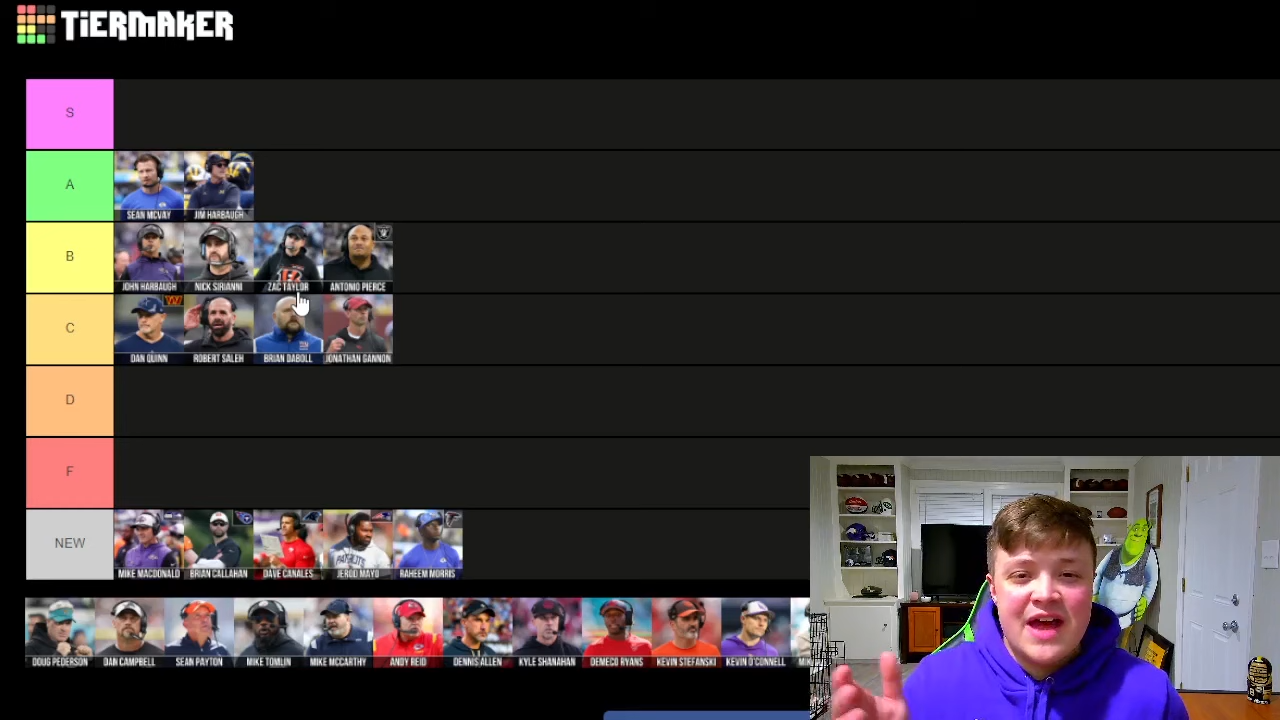 TIERMAKER
S
A
SEAN MCVAY JIM HARBAUGH
B
JOHN HARBAUGH NICK SIRIANNI ZAC TAYLOR ANTONIO PIERCE
C
DAN QUINN ROBERT SALEH BRIAN DABOLL JONATHAN GANNON
D
F
NEW
MIKE MACDONALD BRIAN CALLAHAN DAVE CANALES JEROD MAYO RAHEEM MORRIS
DOUG PEDERSON DAN CAMPBELL SEAN PAYTON MIKE TOMLIN MIKE MCCARTHY ANDY REID DENNIS ALLEN KYLE SHANAHAN DEMECO RYANS KEVIN STEFANSKI KEVIN O'CONNELL